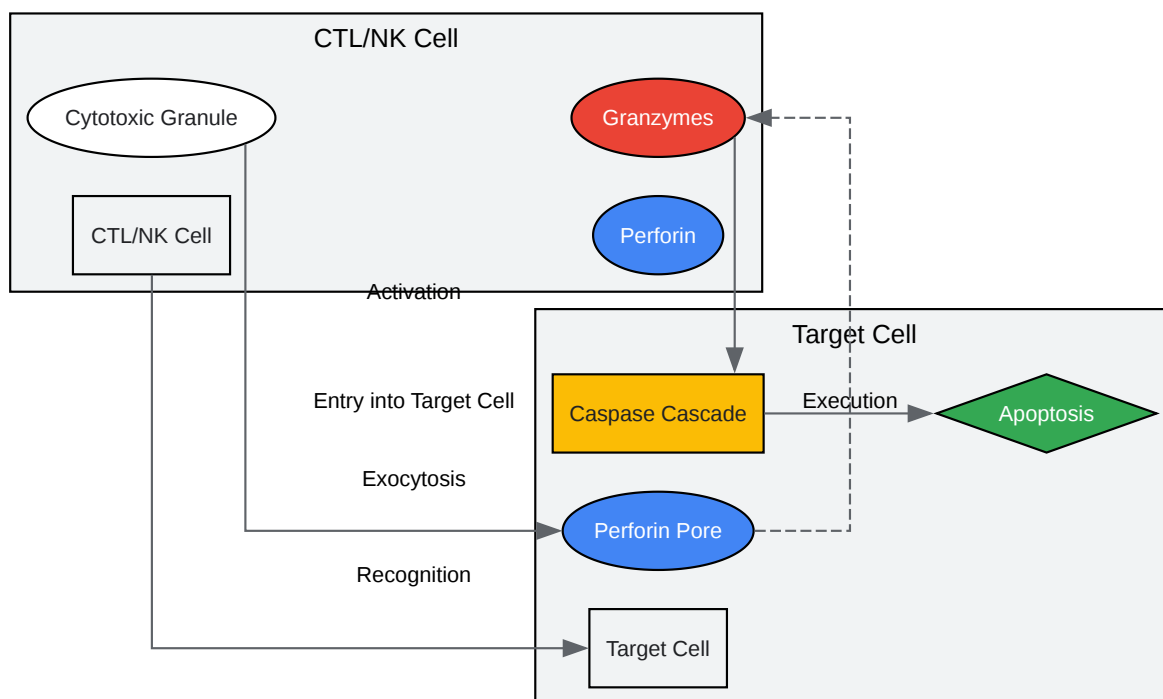 CTL/NK Cell
Cytotoxic Granule
Granzymes
CTL/NK Cell
Perforin
Activation
Target Cell
Entry into Target Cell
Caspase Cascade
Execution
Apoptosis
Exocytosis
Perforin Pore
Recognition
Target Cell